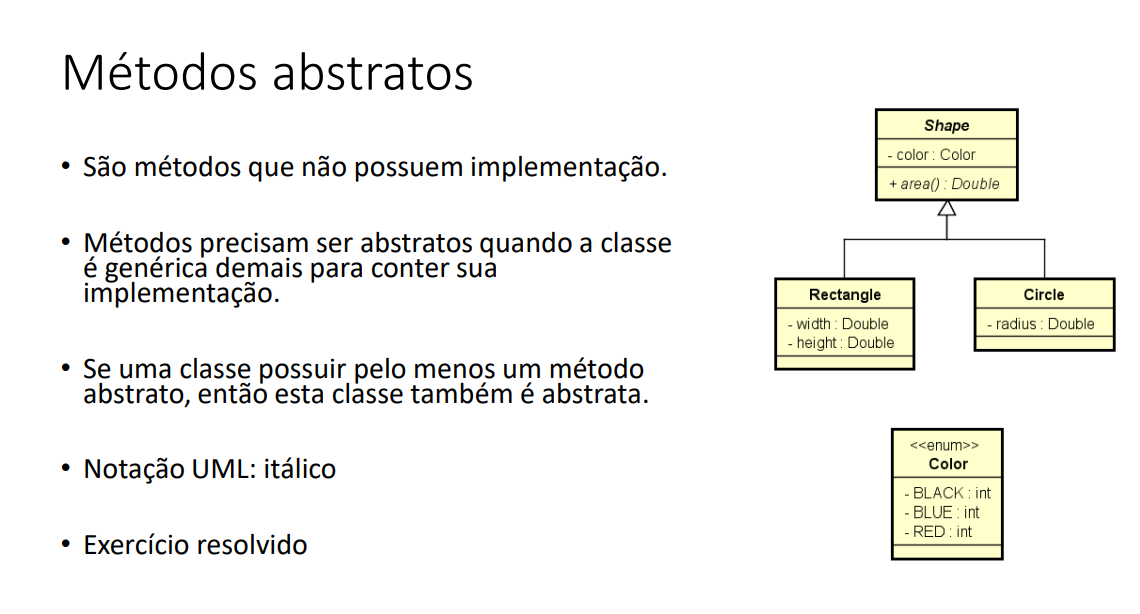 Métodos abstratos
• São métodos que não possuem implementação.
• Métodos precisam ser abstratos quando a classe
é genérica demais para conter sua
implementação.
• Se uma classe possuir pelo menos um método
abstrato, então esta classe também é abstrata.
• Notação UML: itálico
• Exercício resolvido
Shape
- color : Color
+ area() : Double
Rectangle
- width : Double
- height : Double
Circle
- radius : Double
<<enum>>
Color
- BLACK : int
- BLUE : int
- RED : int